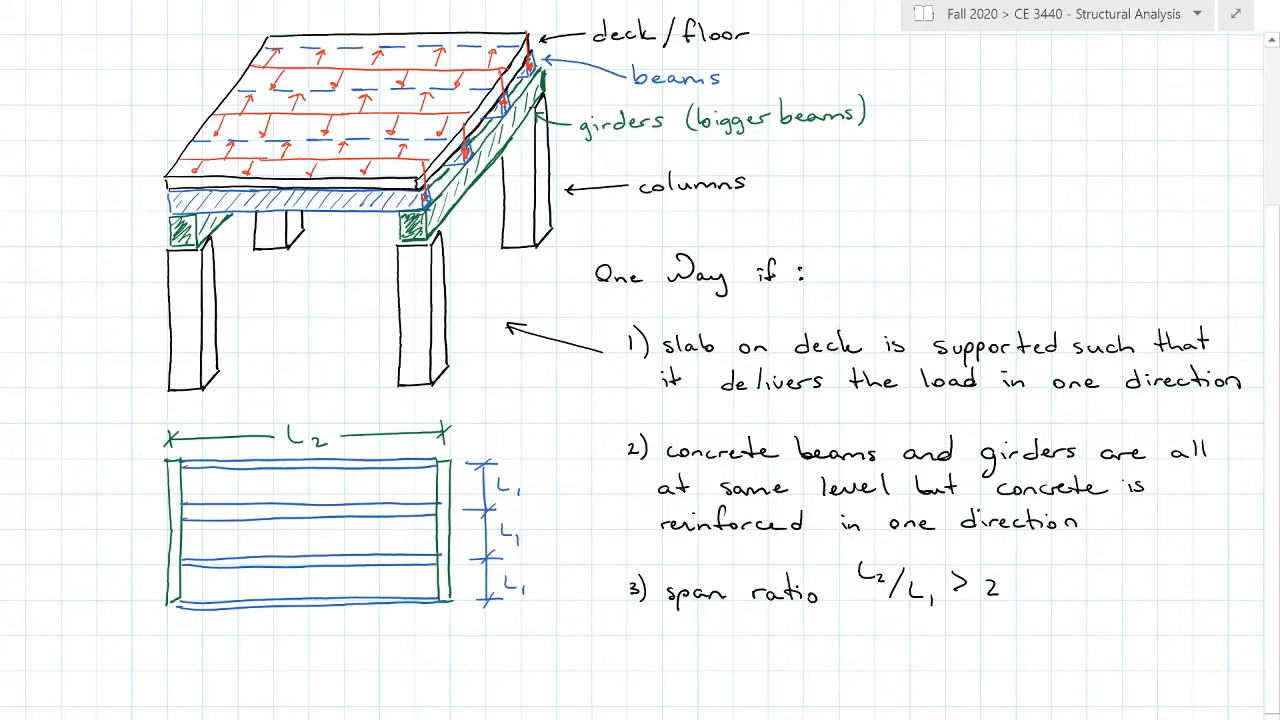 Fall 2020 > CE 3440 - Structural Analysis
deck/floor
beams
girders (bigger beams)
columns
One Way if :
1) slab on deck is supported such that
it delivers the load in one direction
L2
L1
L1
L1
2) concrete beams and girders are all
at same level but concrete is
reinforced in one direction
3) span ratio L2/L1 > 2